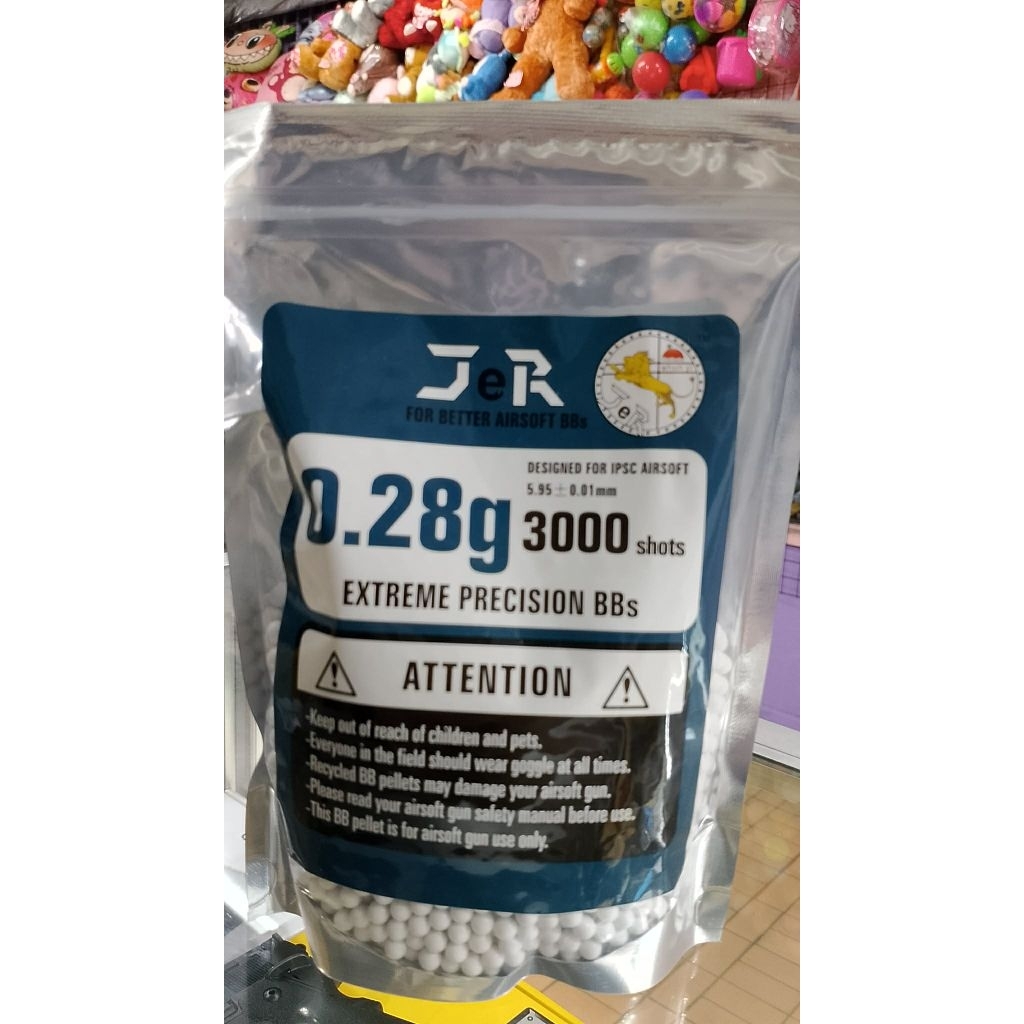 JeR
FOR BETTER AIRSOFT BBs
JeR
DESIGNED FOR IPSC AIRSOFT
5.95±0.01mm
0.28g
3000 shots
EXTREME PRECISION BBs
ATTENTION
-Keep out of reach of children and pets.
-Everyone in the field should wear goggle at all times.
-Recycled BB pellets may damage your airsoft gun.
-Please read your airsoft gun safety manual before use.
-This BB pellet is for airsoft gun use only.